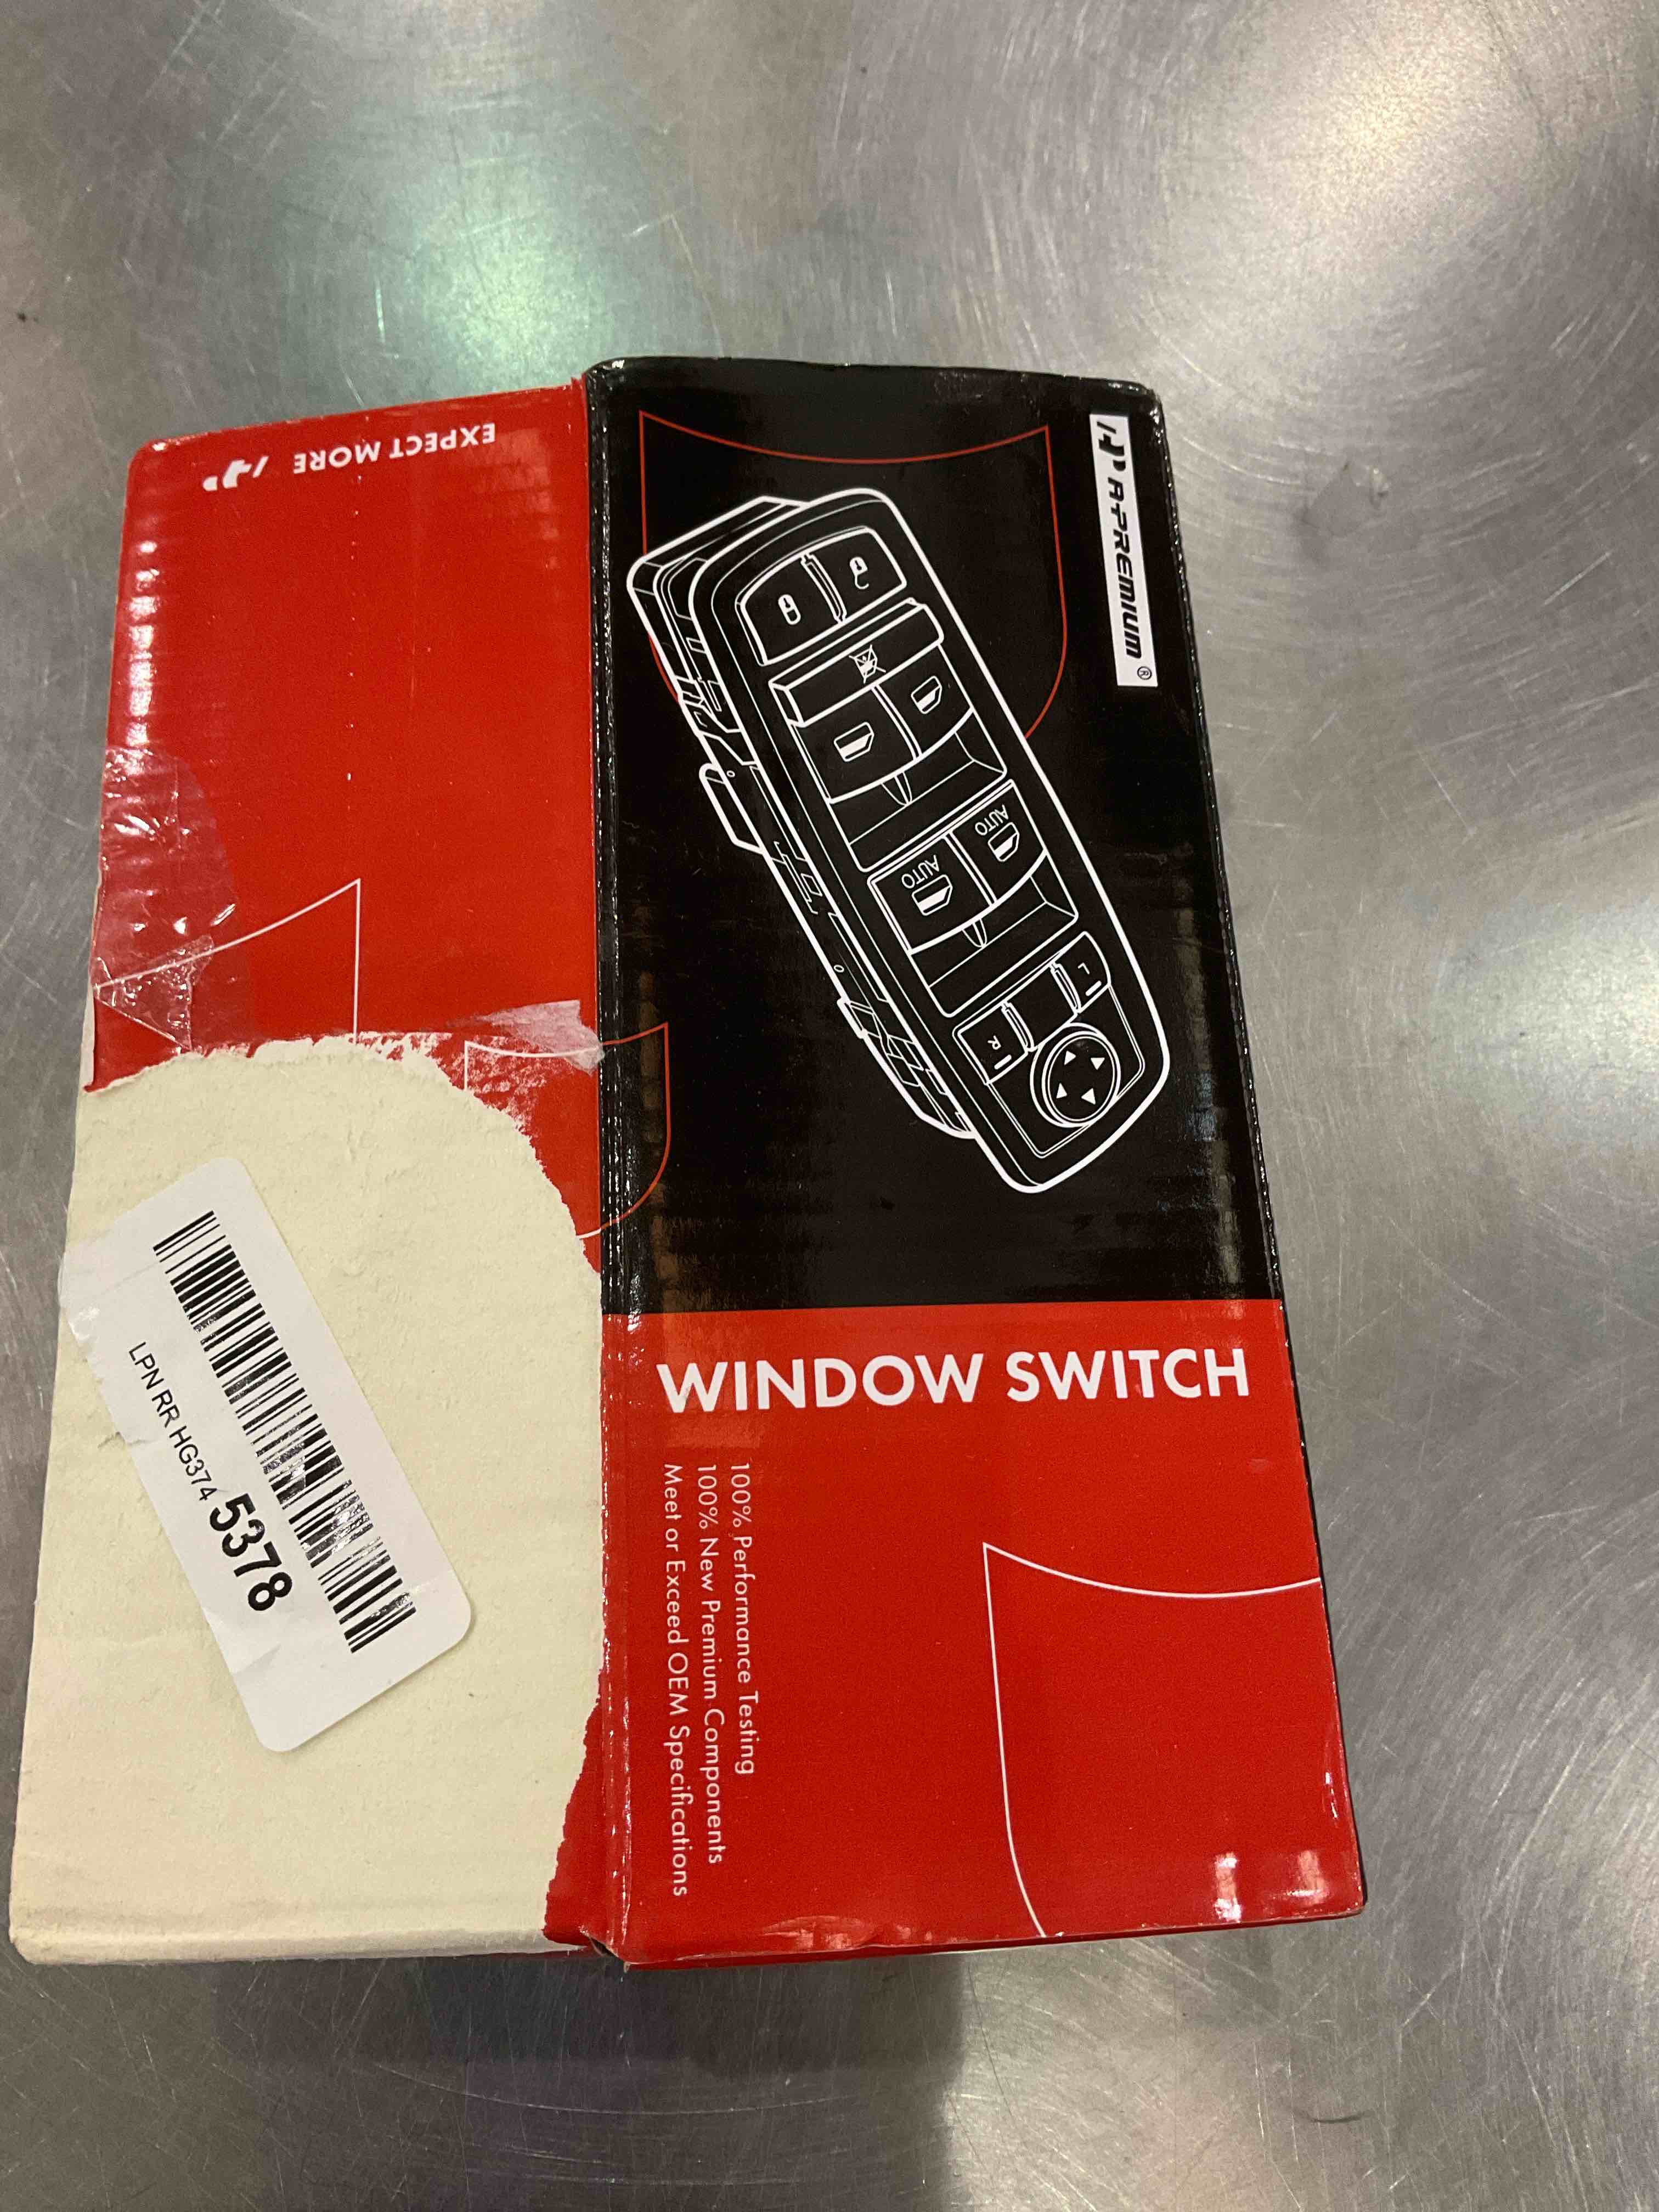 EXPECT MORE
A-PREMIUM®
AUTO
AUTO
L
R
WINDOW SWITCH
100% Performance Testing
100% New Premium Components
Meet or Exceed OEM Specifications
LPN RR HG374 5378